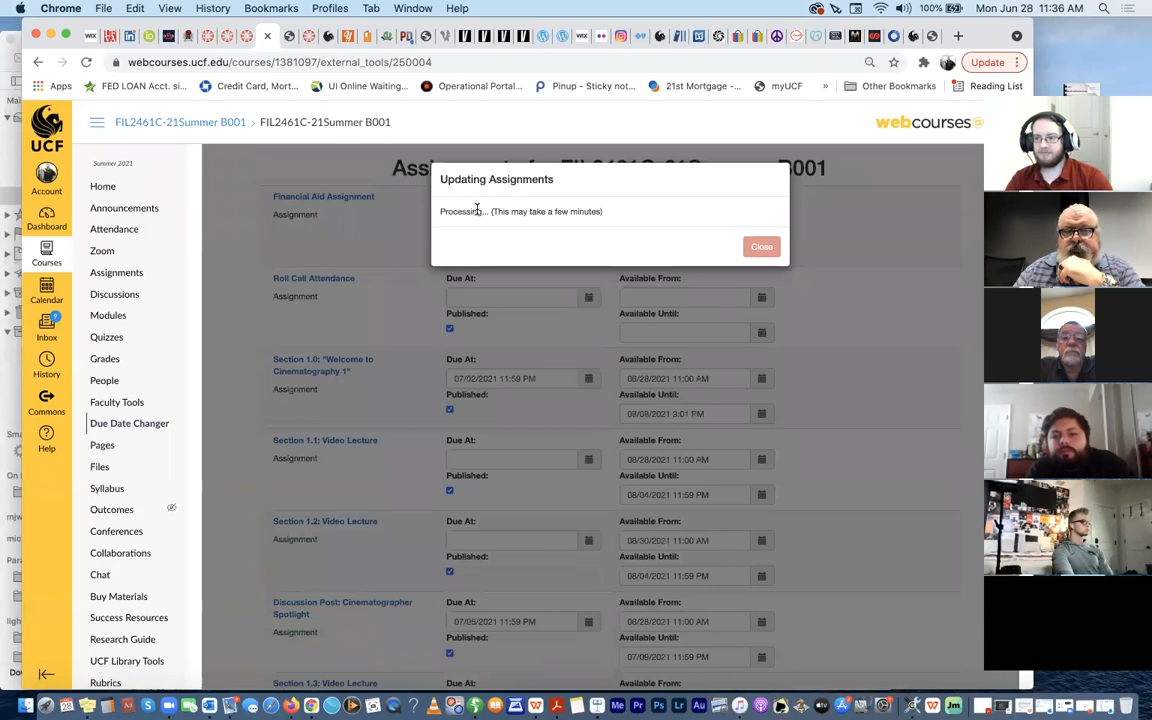 Chrome File Edit View History Bookmarks Profiles Tab Window Help 100% Mon Jun 28 11:36 AM
webcourses.ucf.edu/courses/1381097/external_tools/250004 Update
Apps FED LOAN Acct. si... Credit Card, Mort... UI Online Waiting... Operational Portal... Pinup - Sticky not... 21st Mortgage -... myUCF » Other Bookmarks Reading List
UCF
FIL2461C-21Summer B001 > FIL2461C-21Summer B001
webcourses@
Account
Dashboard
Courses
Calendar
Inbox
9
History
Commons
Help
Summer 2021
Home
Announcements
Attendance
Zoom
Assignments
Discussions
Modules
Quizzes
Grades
People
Faculty Tools
Due Date Changer
Pages
Files
Syllabus
Outcomes
Conferences
Collaborations
Chat
Buy Materials
Success Resources
Research Guide
UCF Library Tools
Rubrics
Updating Assignments
Processing... (This may take a few minutes)
Close
Financial Aid Assignment
Assignment
Roll Call Attendance
Assignment
Due At:
Published:
Available From:
Available Until:
Section 1.0: "Welcome to
Cinematography 1"
Assignment
Due At:
07/02/2021 11:59 PM
Published:
Available From:
06/28/2021 11:00 AM
Available Until:
Section 1.1: Video Lecture
Assignment
Due At:
Published:
Available From:
06/28/2021 11:00 AM
Available Until:
08/04/2021 11:59 PM
Section 1.2: Video Lecture
Assignment
Due At:
Published:
Available From:
06/30/2021 11:00 AM
Available Until:
08/04/2021 11:59 PM
Discussion Post: Cinematographer
Spotlight
Assignment
Due At:
07/05/2021 11:59 PM
Published:
Available From:
06/28/2021 11:00 AM
Available Until:
07/09/2021 11:59 PM
Section 1.3: Video Lecture
Due At:
Available From: